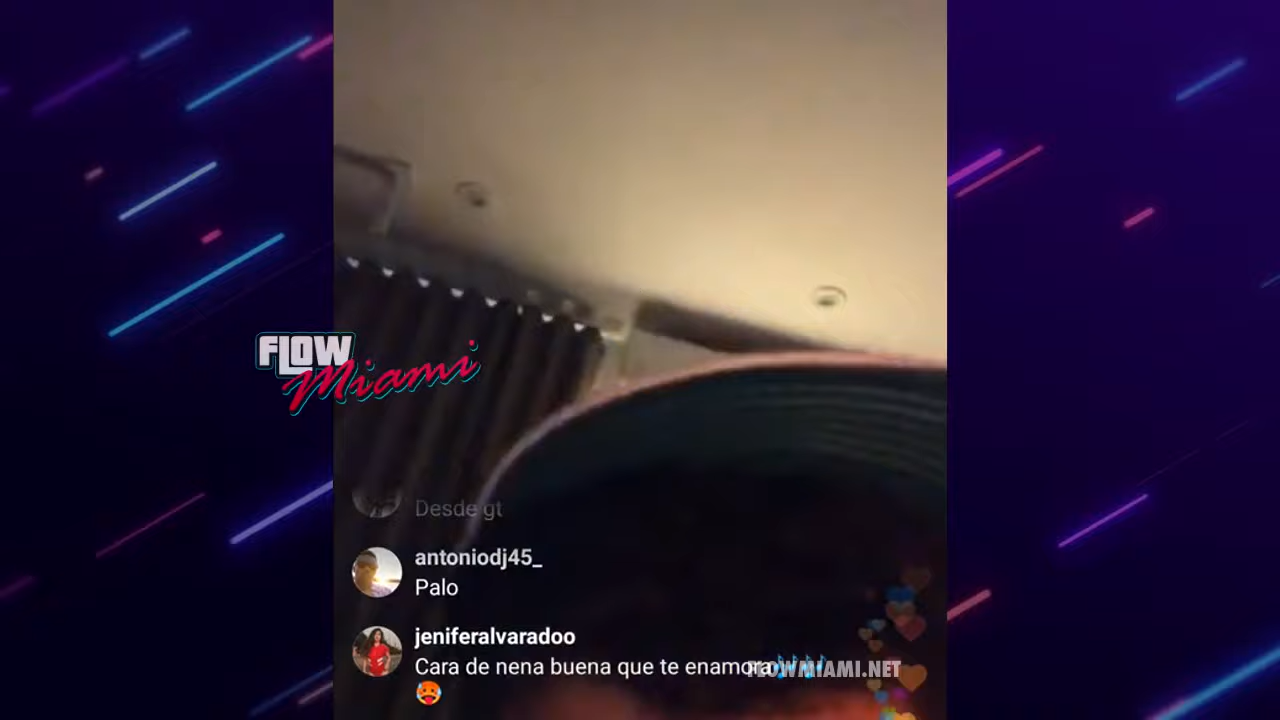 FLOW
Miami
Desde gt
antoniodj45_
Palo
jeniferalvaradoo
Cara de nena buena que te enamora🎶🎶🎶
FLOWMIAMI.NET
🥵